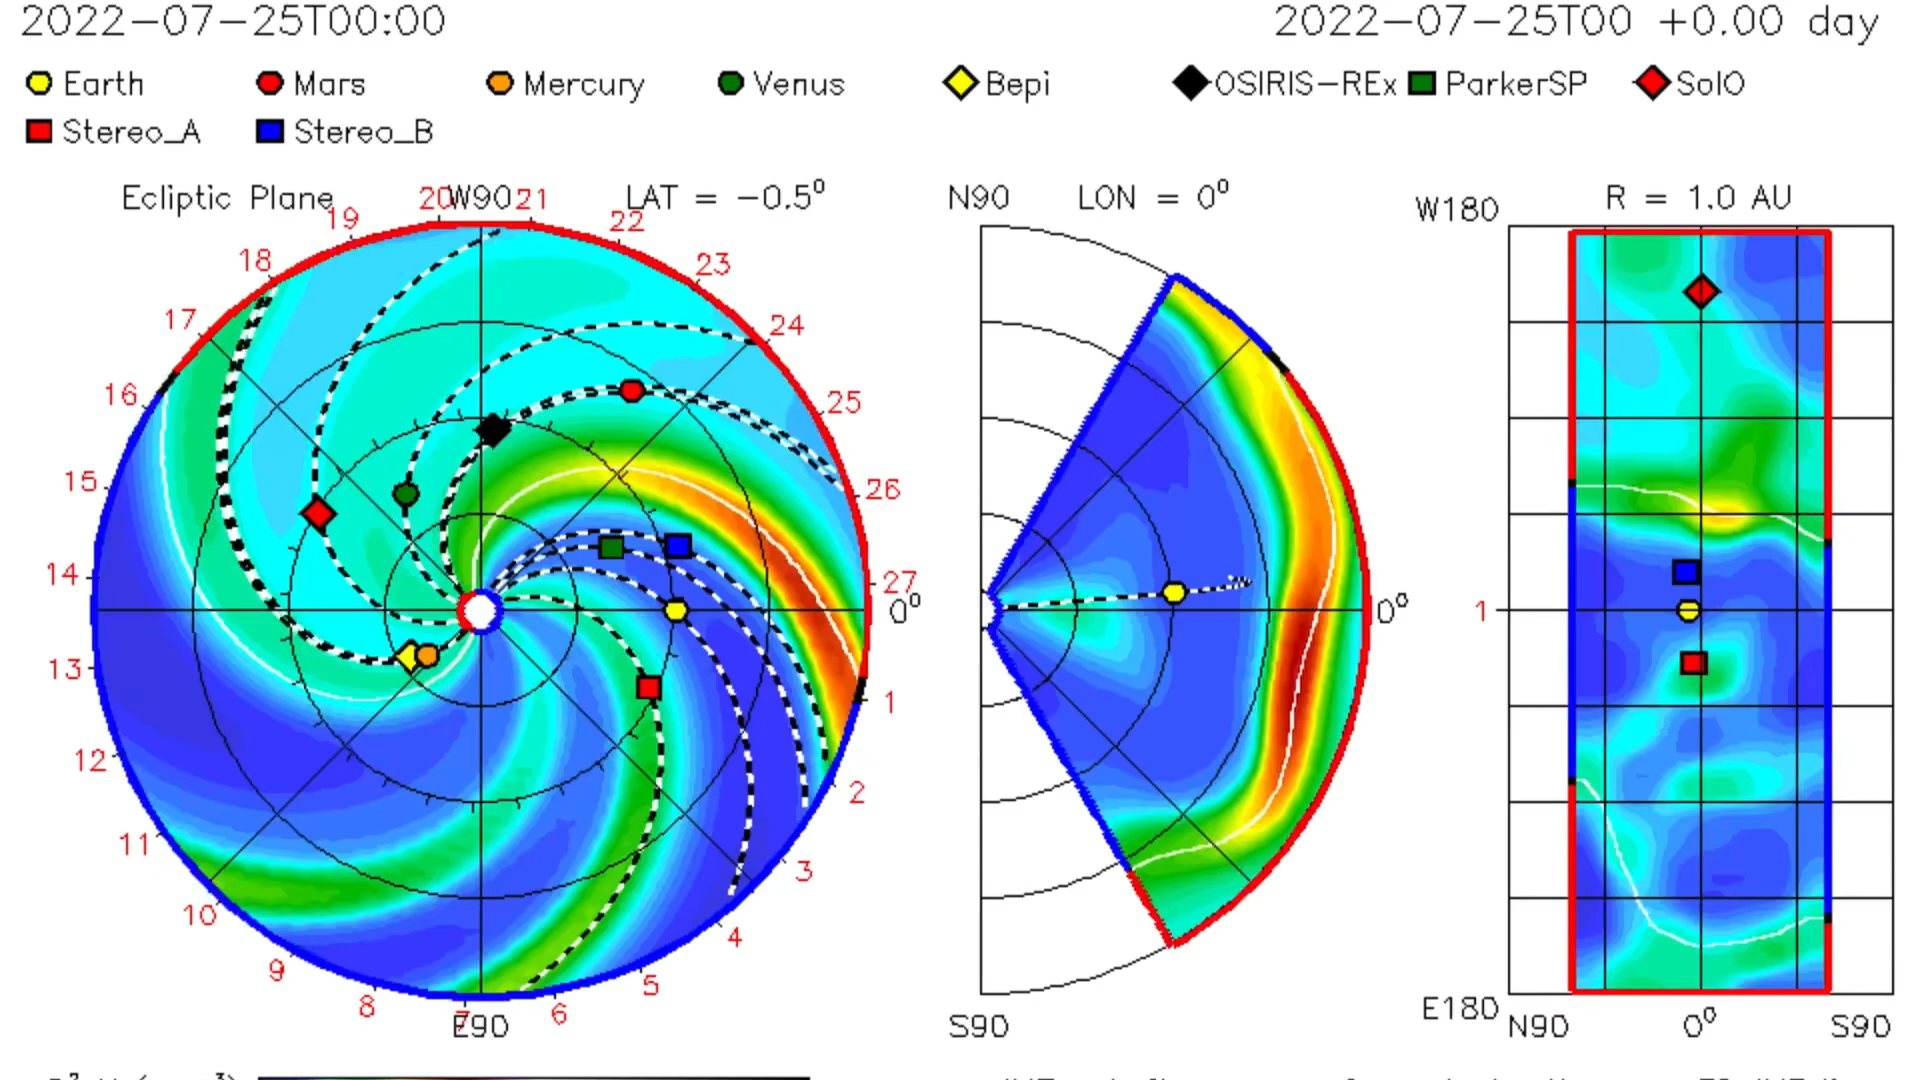 2022-07-25T00:00
2022-07-25T00 +0.00 day
Earth Mars Mercury Venus Bepi OSIRIS-REx ParkerSP SolO
Stereo_A Stereo_B
Ecliptic Plane W90 LAT = -0.5°
N90 LON = 0°
W180 R = 1.0 AU
20 21
19 22
18 23
17 24
16 25
15 26
14 27
0° 0° 1
13 1
12 2
11 3
10 4
9 5
8 7 6
E90 S90
E180
N90 0° S90